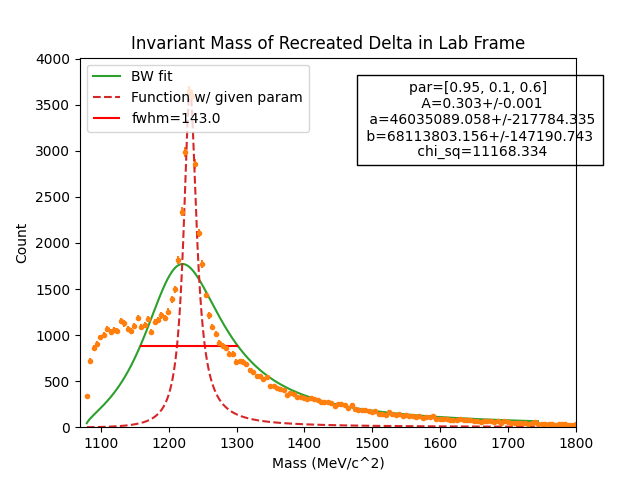 Invariant Mass of Recreated Delta in Lab Frame
BW fit
Function w/ given param
fwhm=143.0
par=[0.95, 0.1, 0.6]
A=0.303+/-0.001
a=46035089.058+/-217784.335
b=68113803.156+/-147190.743
chi_sq=11168.334
Count
4000
3500
3000
2500
2000
1500
1000
500
0
1100 1200 1300 1400 1500 1600 1700 1800
Mass (MeV/c^2)